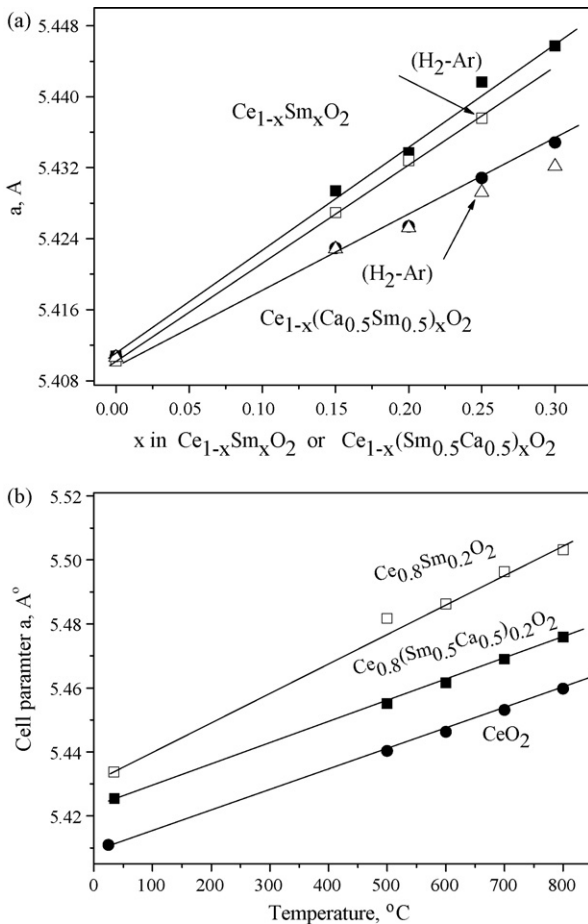 (a)
5.448
5.440
5.432
5.424
5.416
5.408
a, A
(H2-Ar)
Ce1-xSmxO2
(H2-Ar)
Ce1-x(Ca0.5Sm0.5)xO2
0.00 0.05 0.10 0.15 0.20 0.25 0.30
x in Ce1-xSmxO2 or Ce1-x(Sm0.5Ca0.5)xO2
(b)
5.52
5.50
5.48
5.46
5.44
5.42
Cell paramter a, A°
Ce0.8Sm0.2O2
Ce0.8(Sm0.5Ca0.5)0.2O2
CeO2
0 100 200 300 400 500 600 700 800
Temperature, °C